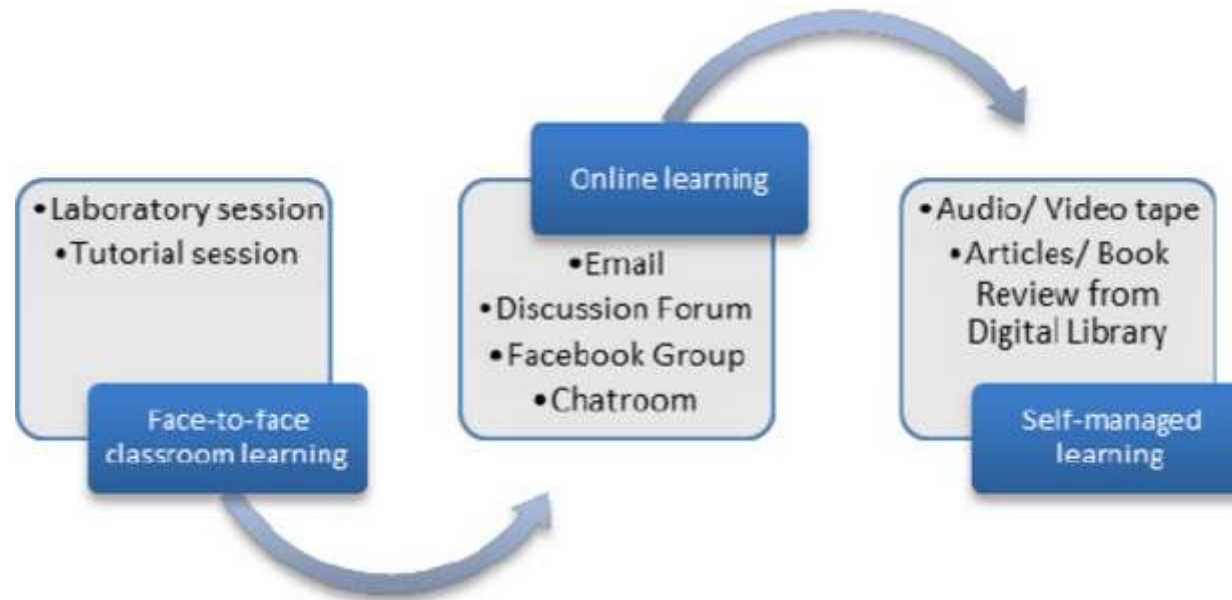 •Laboratory session
•Tutorial session
Face-to-face
classroom learning
Online learning
•Email
•Discussion Forum
•Facebook Group
•Chatroom
•Audio/ Video tape
•Articles/ Book
Review from
Digital Library
Self-managed
learning